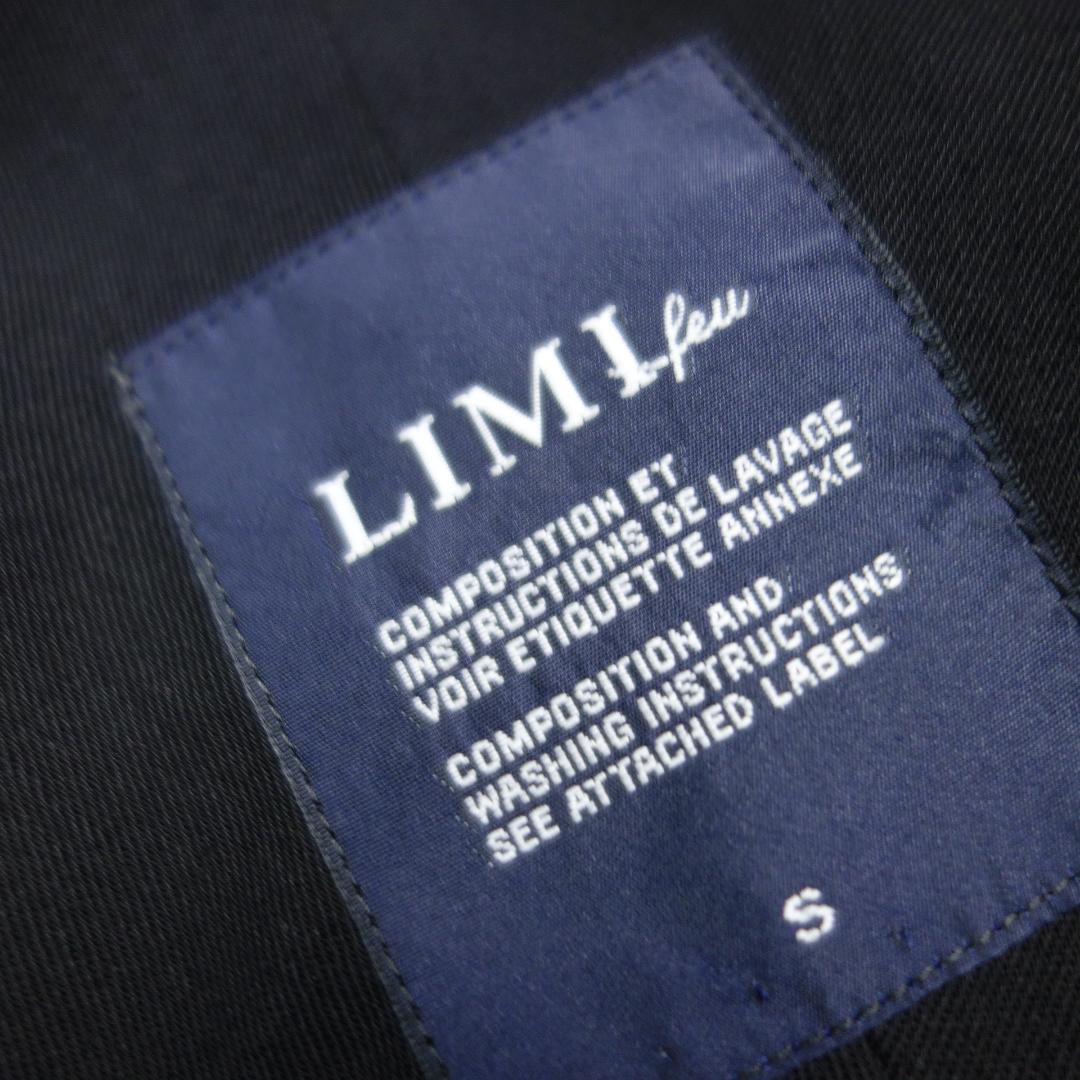 LIMI feu
COMPOSITION ET
INSTRUCTIONS DE LAVAGE
VOIR ETIQUETTE ANNEXE
COMPOSITION AND
WASHING INSTRUCTIONS
SEE ATTACHED LABEL
S